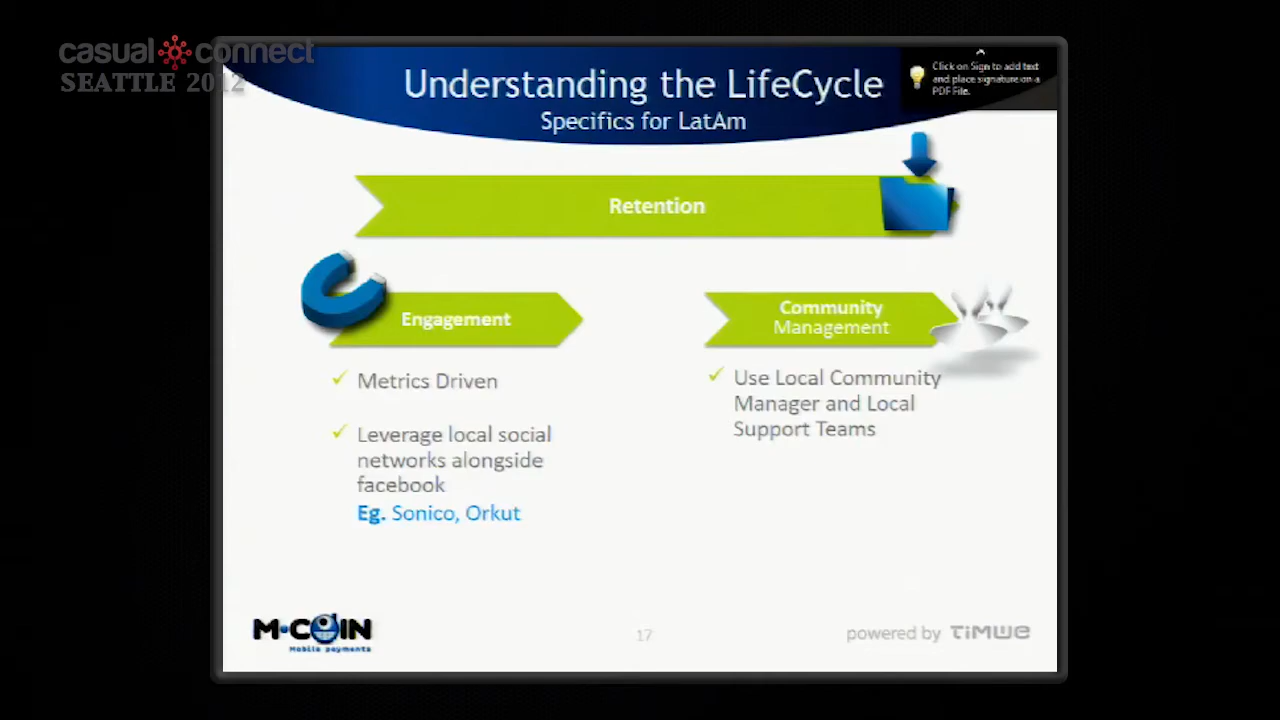 casual connect
SEATTLE 2012
Understanding the LifeCycle
Specifics for LatAm
Click on Sign to add text
and place signature on a
PDF File.
Retention
Engagement
Metrics Driven
Leverage local social
networks alongside
facebook
Eg. Sonico, Orkut
Community
Management
Use Local Community
Manager and Local
Support Teams
M·COIN
Mobile payments
17
powered by TIMWE